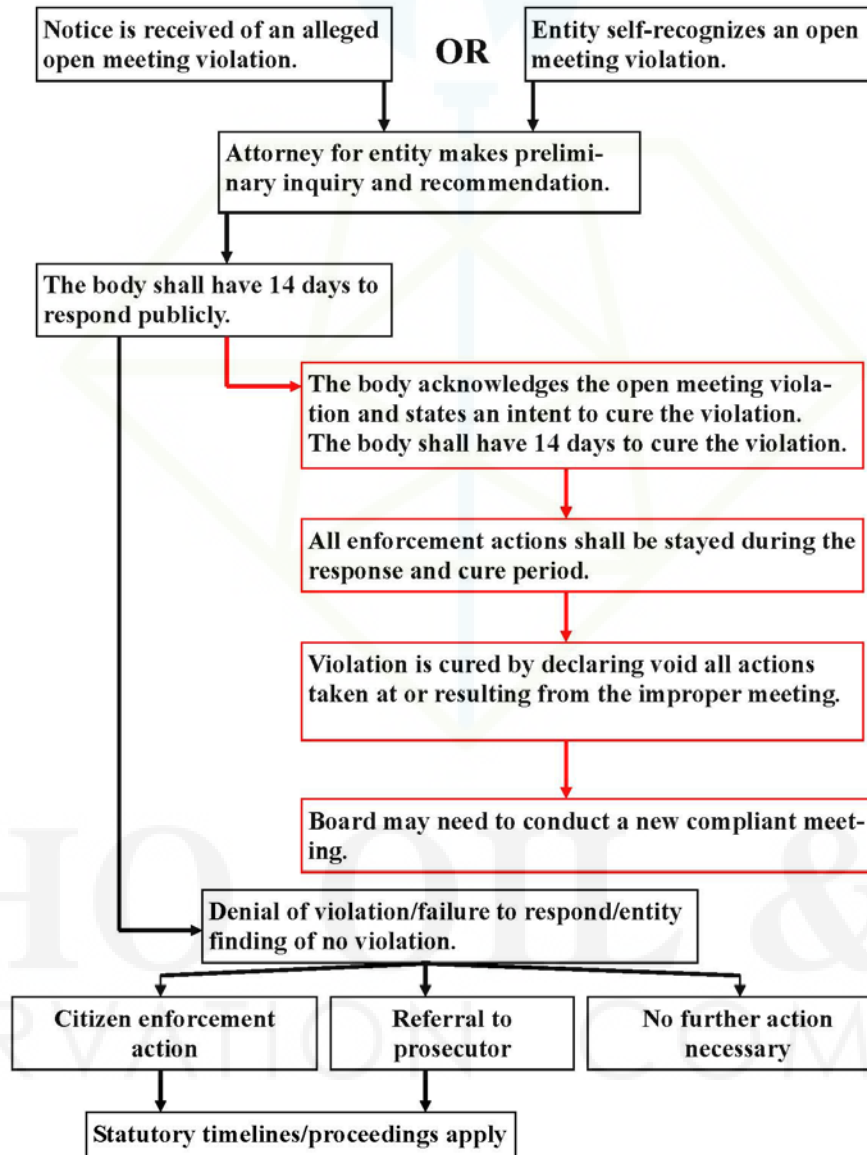 Notice is received of an alleged
open meeting violation.
OR
Entity self-recognizes an open
meeting violation.
Attorney for entity makes prelimi-
nary inquiry and recommendation.
The body shall have 14 days to
respond publicly.
The body acknowledges the open meeting viola-
tion and states an intent to cure the violation.
The body shall have 14 days to cure the violation.
All enforcement actions shall be stayed during the
response and cure period.
Violation is cured by declaring void all actions
taken at or resulting from the improper meeting.
Board may need to conduct a new compliant meet-
ing.
Denial of violation/failure to respond/entity
finding of no violation.
Citizen enforcement
action
Referral to
prosecutor
No further action
necessary
Statutory timelines/proceedings apply
HO OIL &
RVATION COM